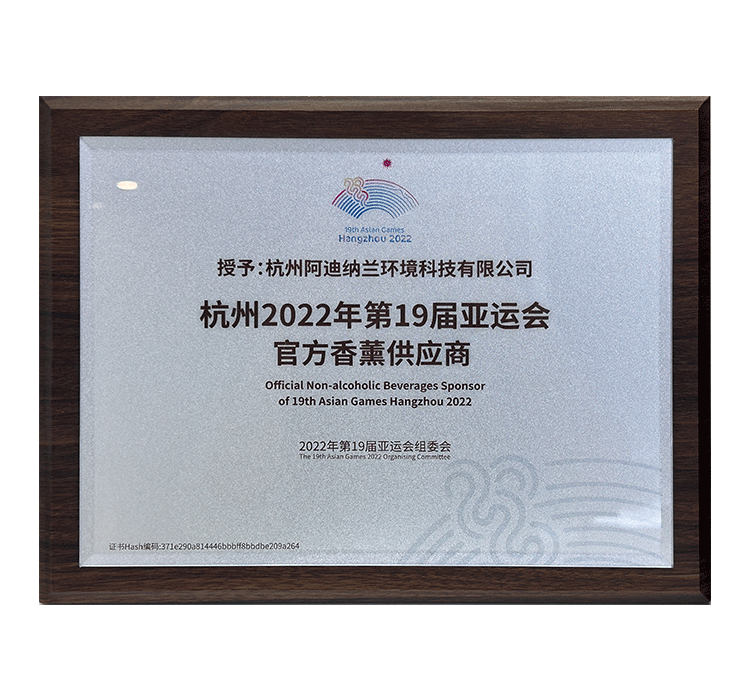 19th Asian Games
Hangzhou 2022
授予：杭州阿迪纳兰环境科技有限公司
杭州2022年第19届亚运会
官方香薰供应商
Official Non-alcoholic Beverages Sponsor
of 19th Asian Games Hangzhou 2022
2022年第19届亚运会组委会
The 19th Asian Games 2022 Organising Committee
证书Hash编码:371e290a814446bbbff8bbdbe209a264